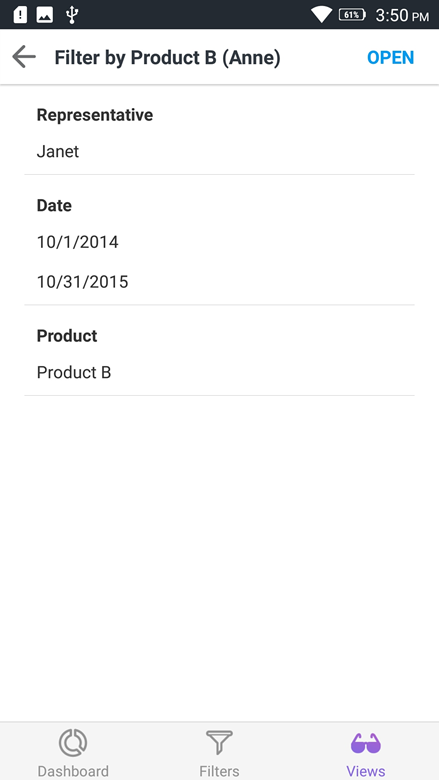 61% 3:50 PM
Filter by Product B (Anne) OPEN
Representative
Janet
Date
10/1/2014
10/31/2015
Product
Product B
Dashboard Filters Views